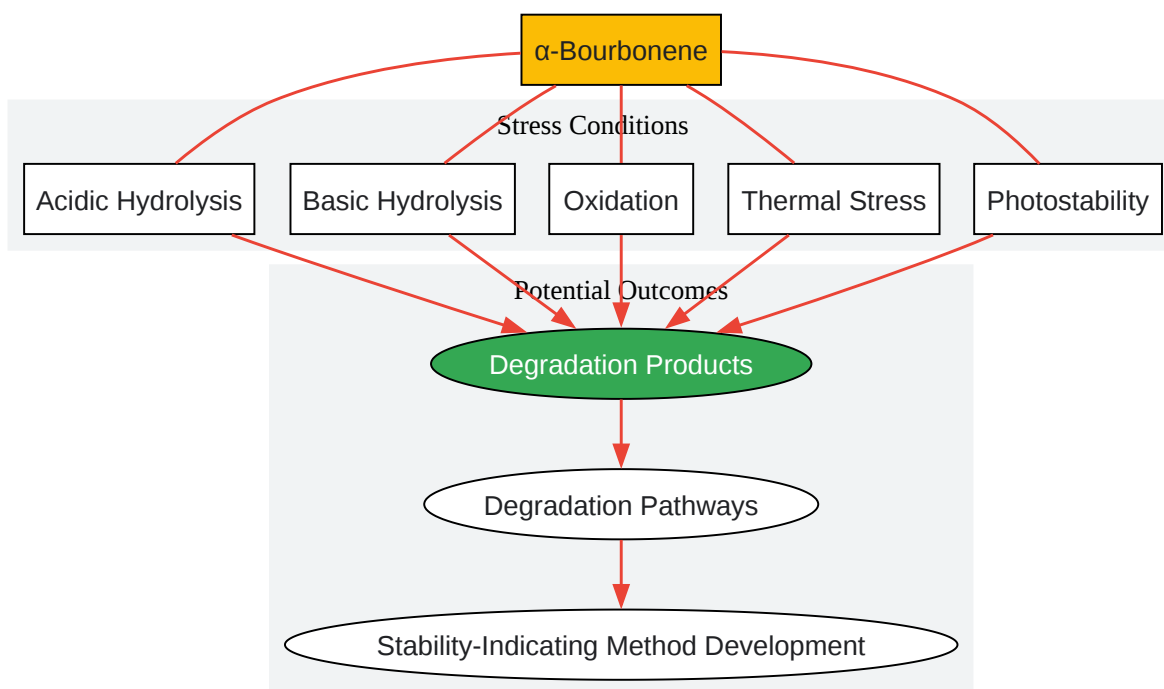 α-Bourbonene
Stress Conditions
Acidic Hydrolysis
Basic Hydrolysis
Oxidation
Thermal Stress
Photostability
Potential Outcomes
Degradation Products
Degradation Pathways
Stability-Indicating Method Development